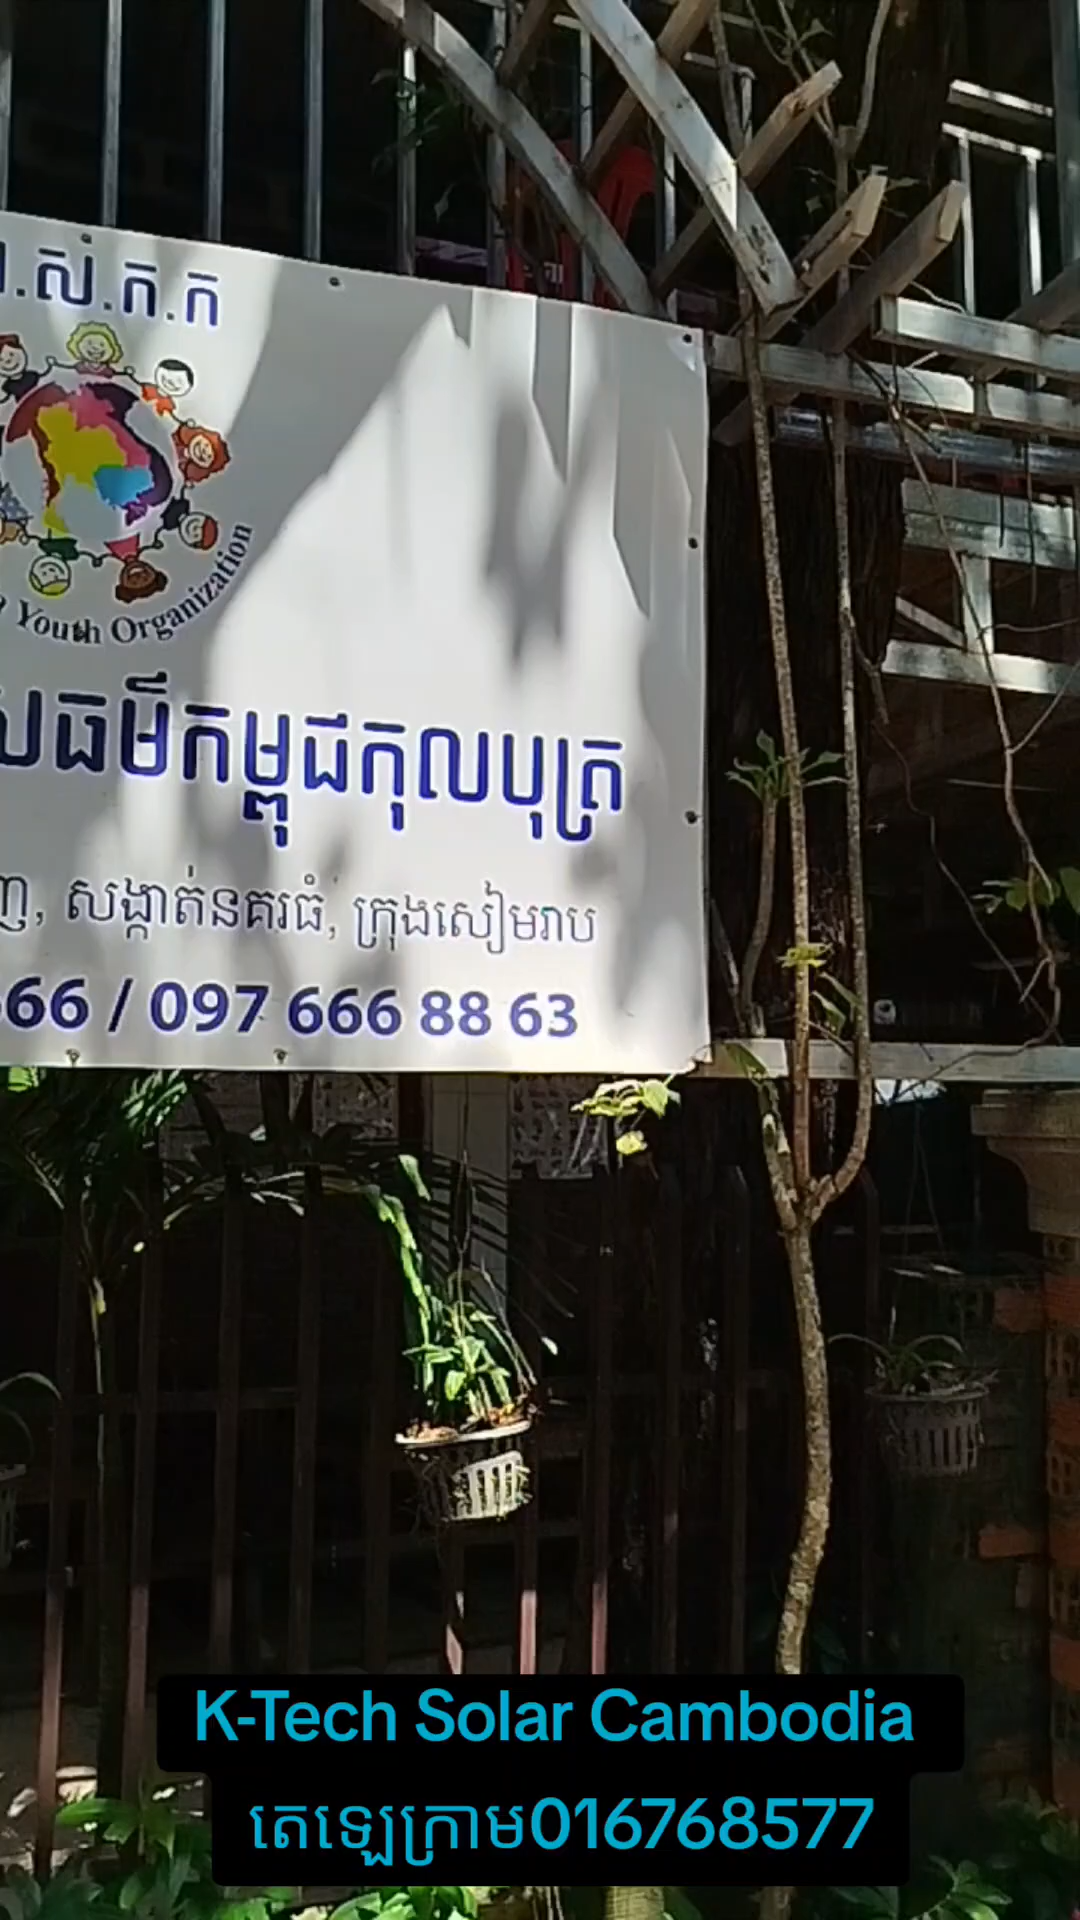 .ស.ក.ក
Youth Organization
សធម៌កម្ពុជកុលបុត្រ
, សង្កាត់នគរធំ, ក្រុងសៀមរាប
66 / 097 666 88 63
K-Tech Solar Cambodia
តេឡេក្រាម016768577